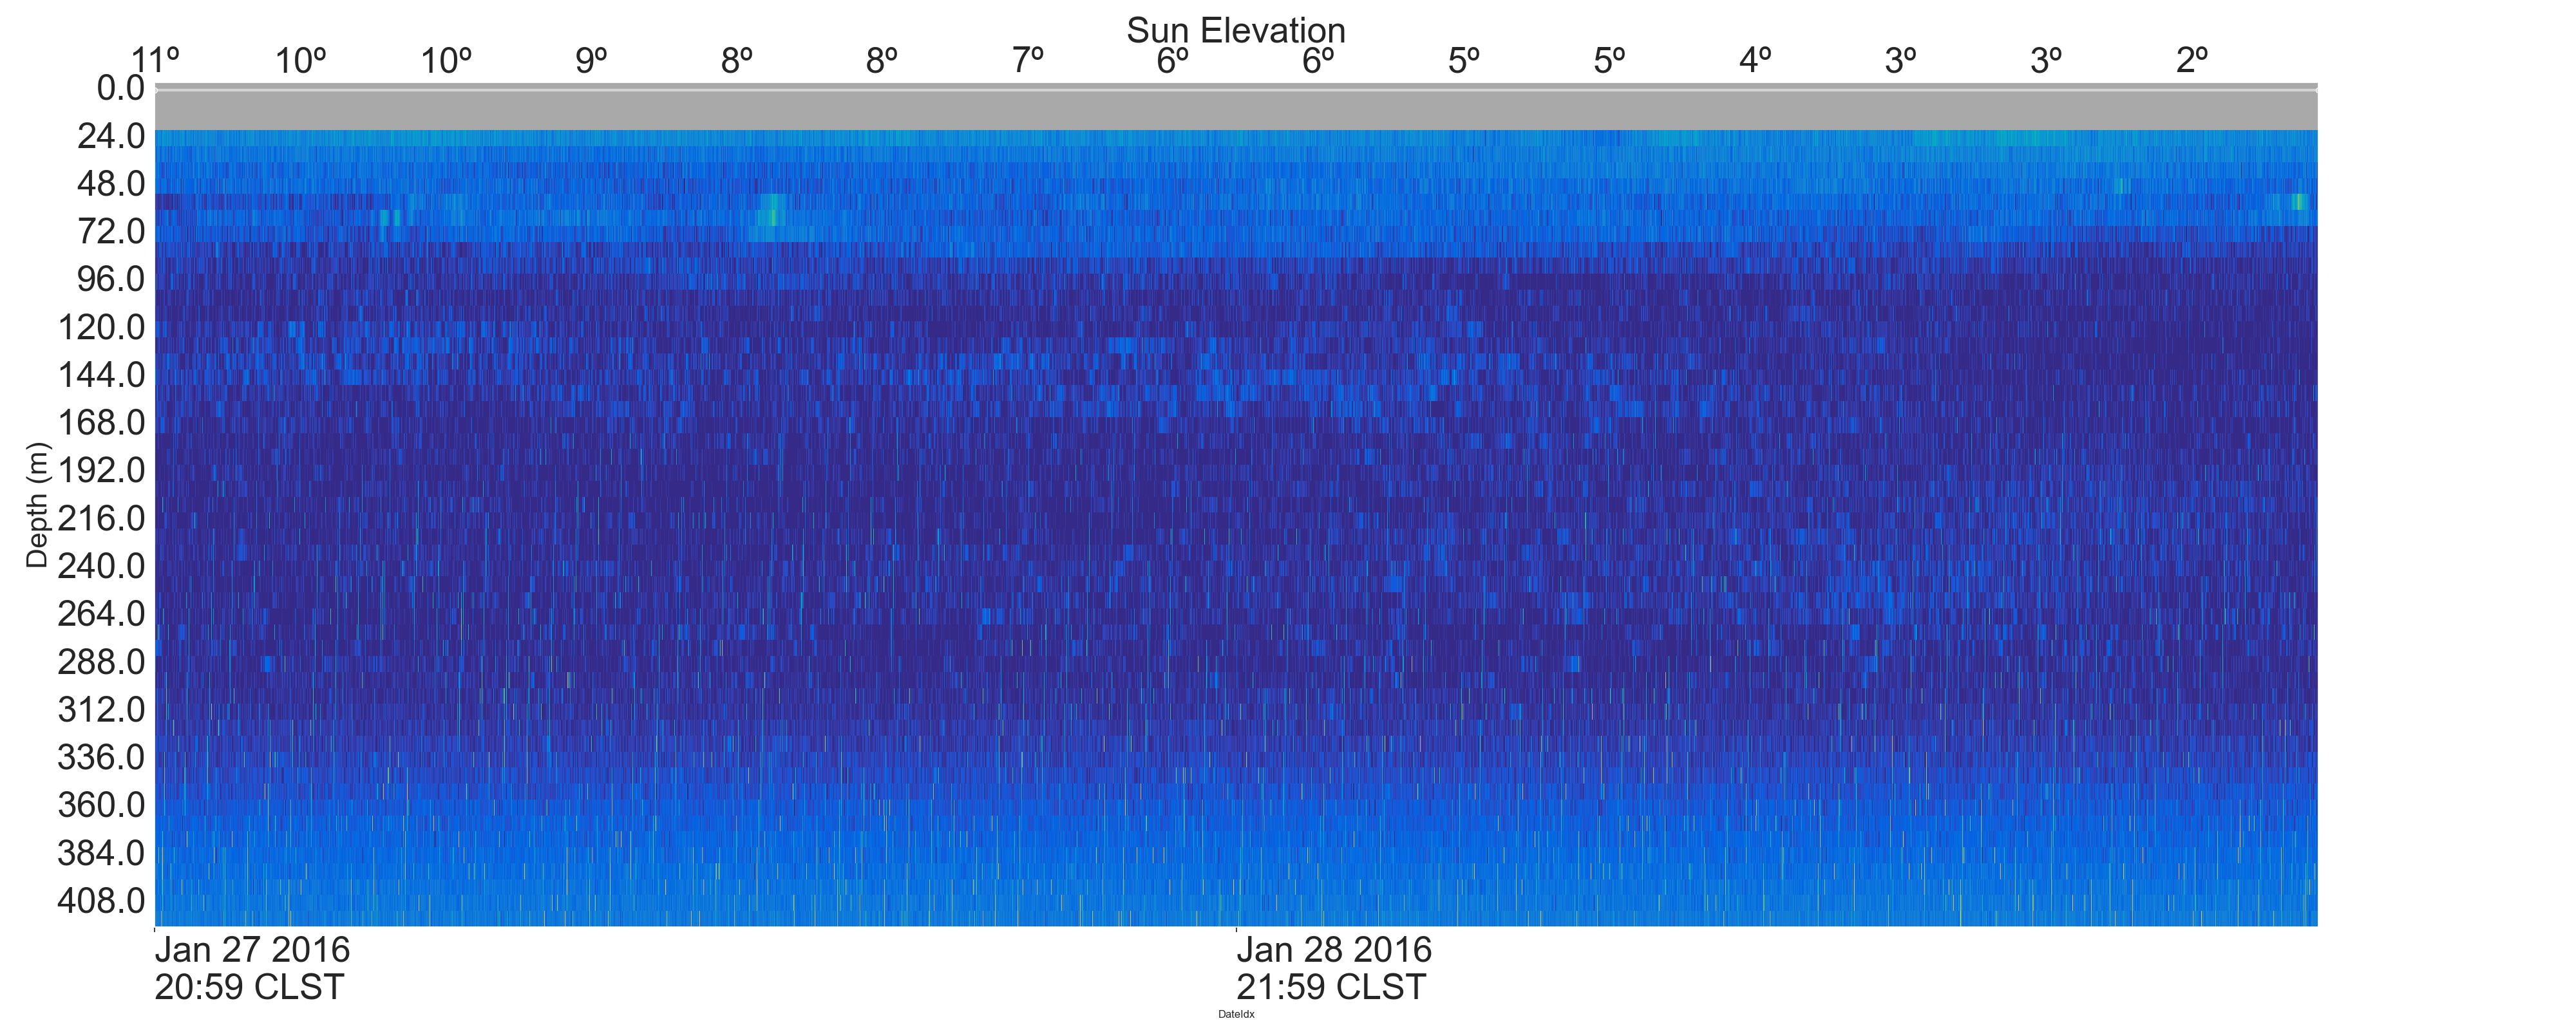 Sun Elevation
11º 10º 10º 9º 8º 8º 7º 6º 6º 5º 5º 4º 3º 3º 2º
0.0
24.0
48.0
72.0
96.0
120.0
144.0
168.0
192.0
216.0
240.0
264.0
288.0
312.0
336.0
360.0
384.0
408.0
Depth (m)
Jan 27 2016
20:59 CLST
Jan 28 2016
21:59 CLST
DateIdx